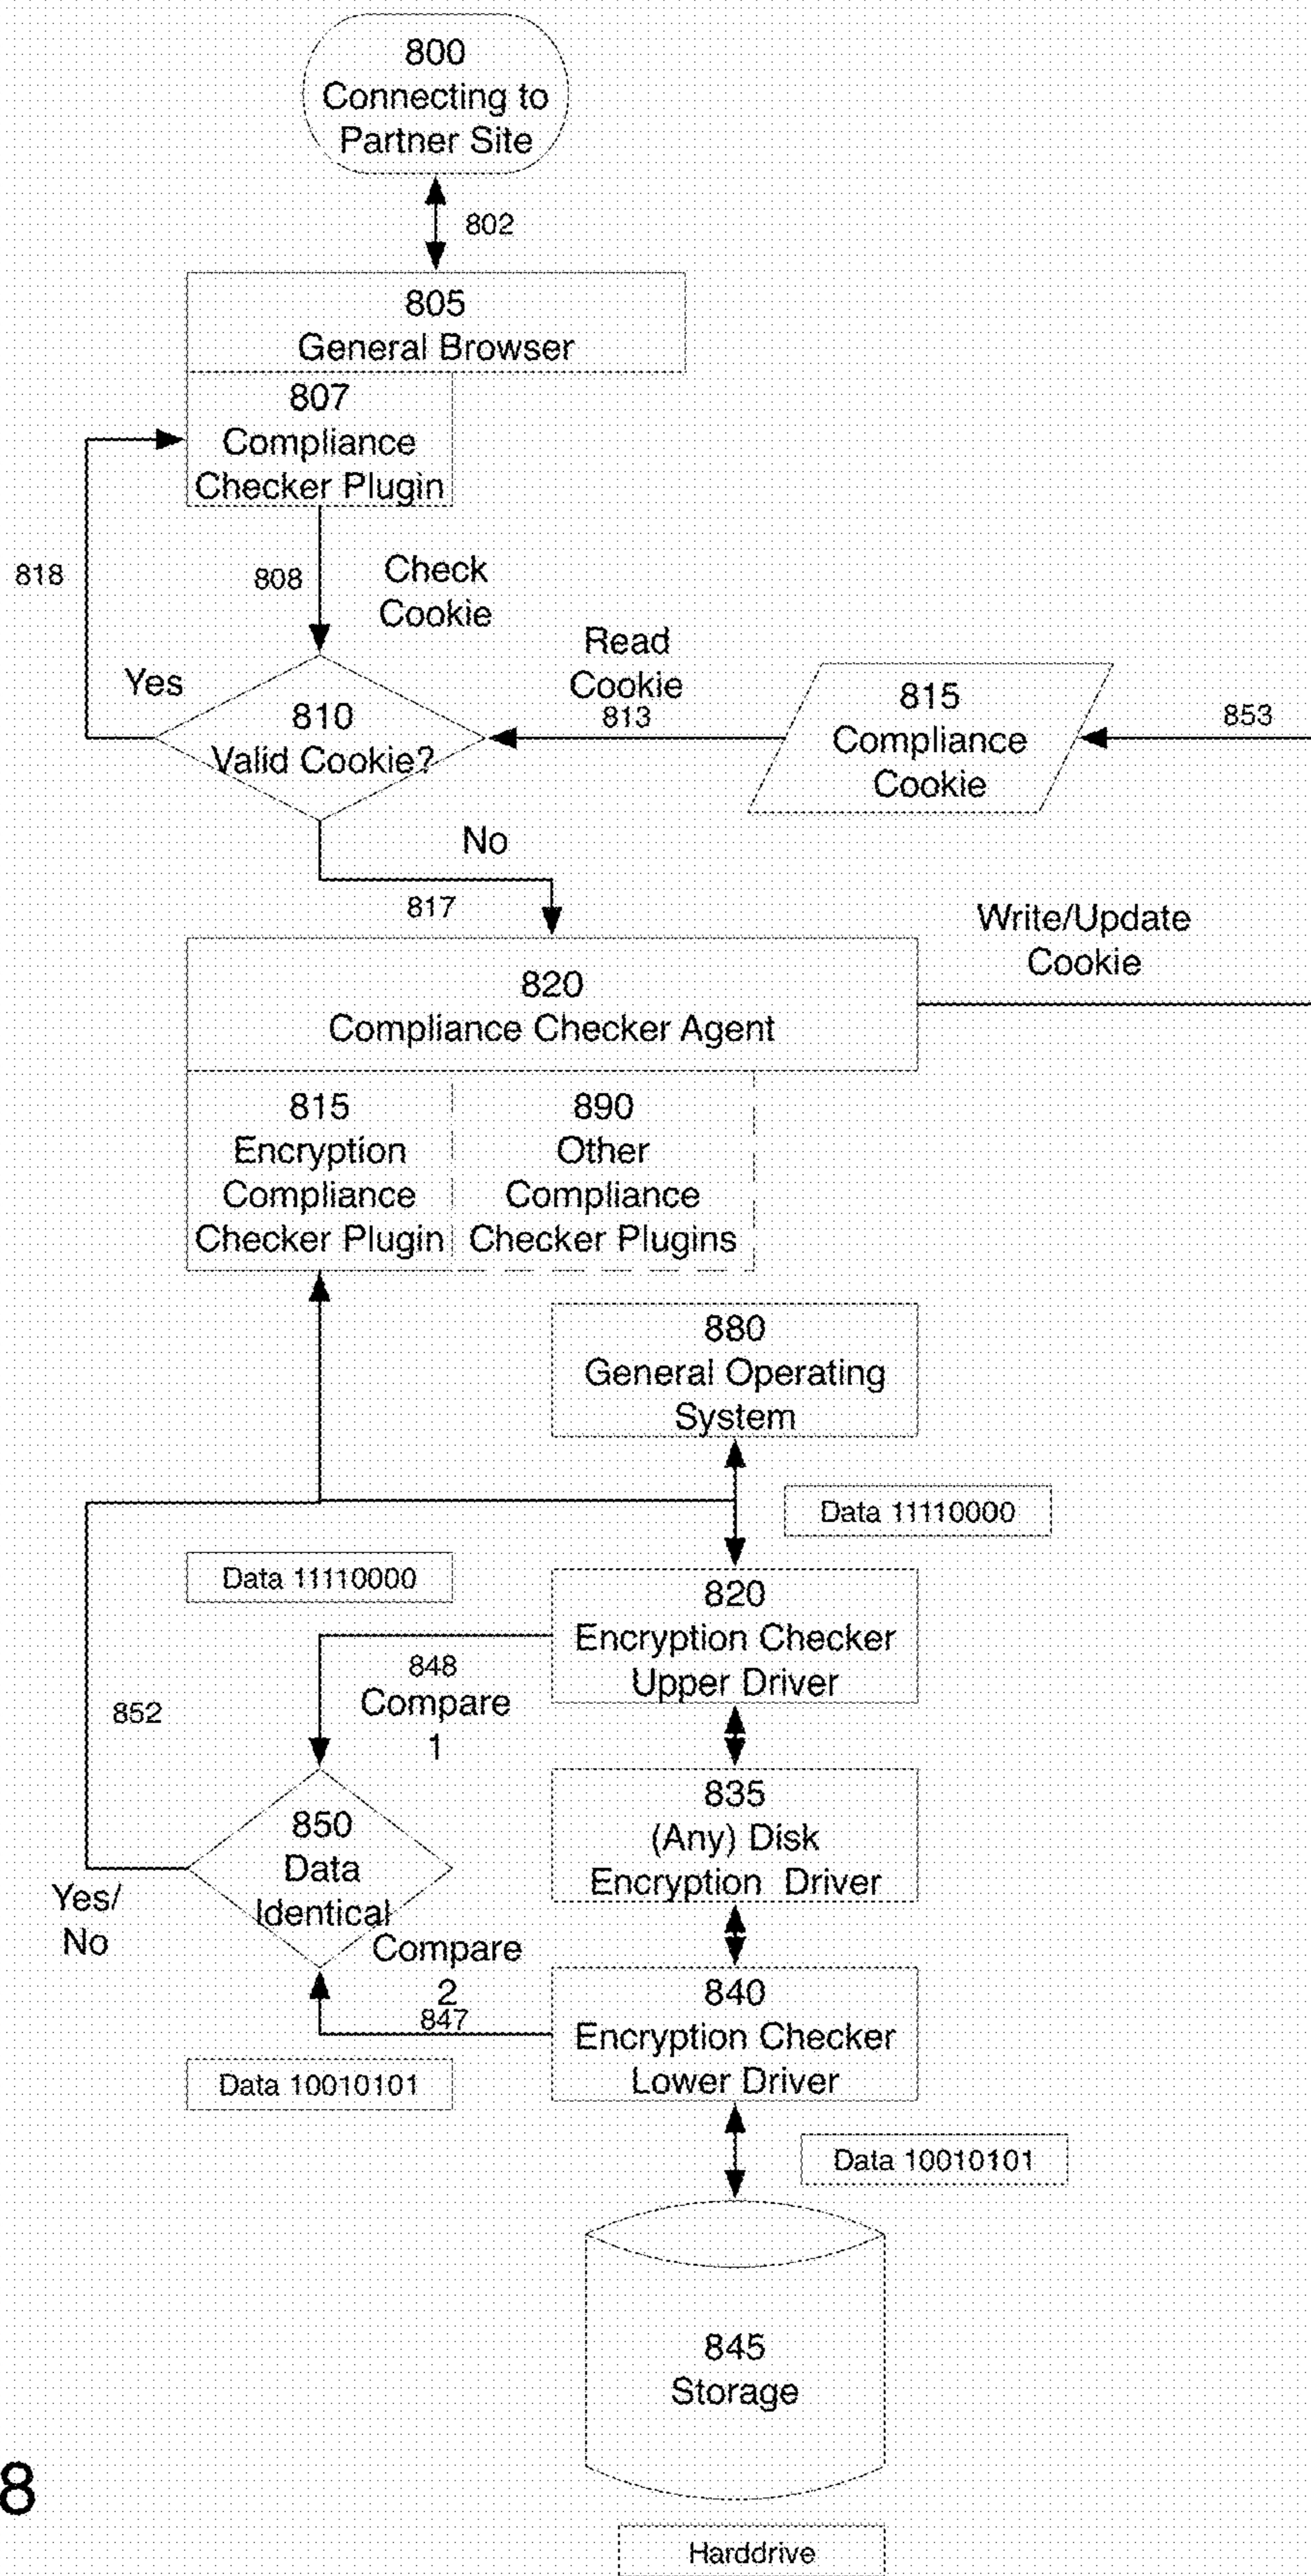 800
Connecting to
Partner Site
802
805
General Browser
807
Compliance
Checker Plugin
818
808
Check
Cookie
Read
Cookie
813
Yes
810
Valid Cookie?
815
Compliance
Cookie
853
No
817
Write/Update
Cookie
820
Compliance Checker Agent
815
Encryption
Compliance
Checker Plugin
890
Other
Compliance
Checker Plugins
880
General Operating
System
Data 11110000
Data 11110000
820
Encryption Checker
Upper Driver
848
Compare
1
852
850
Data
Identical
835
(Any) Disk
Encryption Driver
Yes/
No
Compare
2
847
840
Encryption Checker
Lower Driver
Data 10010101
Data 10010101
845
Storage
8
Harddrive